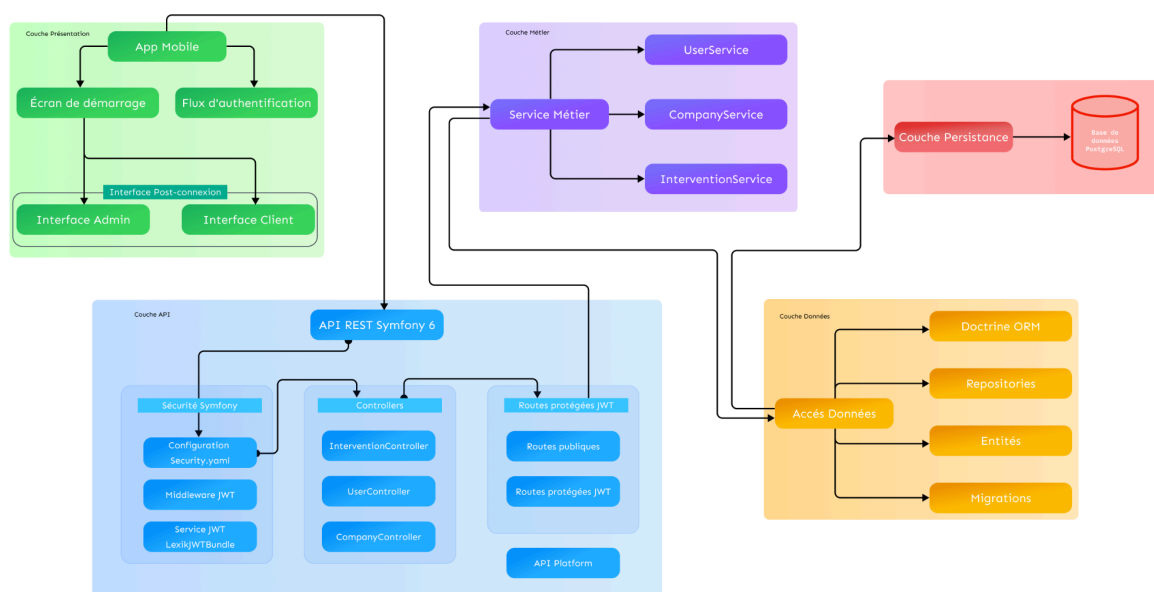 Couche Présentation
App Mobile
Écran de démarrage
Flux d'authentification
Interface Post-connexion
Interface Admin
Interface Client
Couche Métier
UserService
Service Métier
CompanyService
InterventionService
Couche Persistance
Base de
données
PostgreSQL
Couche API
API REST Symfony 6
Sécurité Symfony
Configuration
Security.yaml
Middleware JWT
Service JWT
LexikJWTBundle
Controllers
InterventionController
UserController
CompanyController
Routes protégées JWT
Routes publiques
Routes protégées JWT
API Platform
Couche Données
Doctrine ORM
Repositories
Accés Données
Entités
Migrations